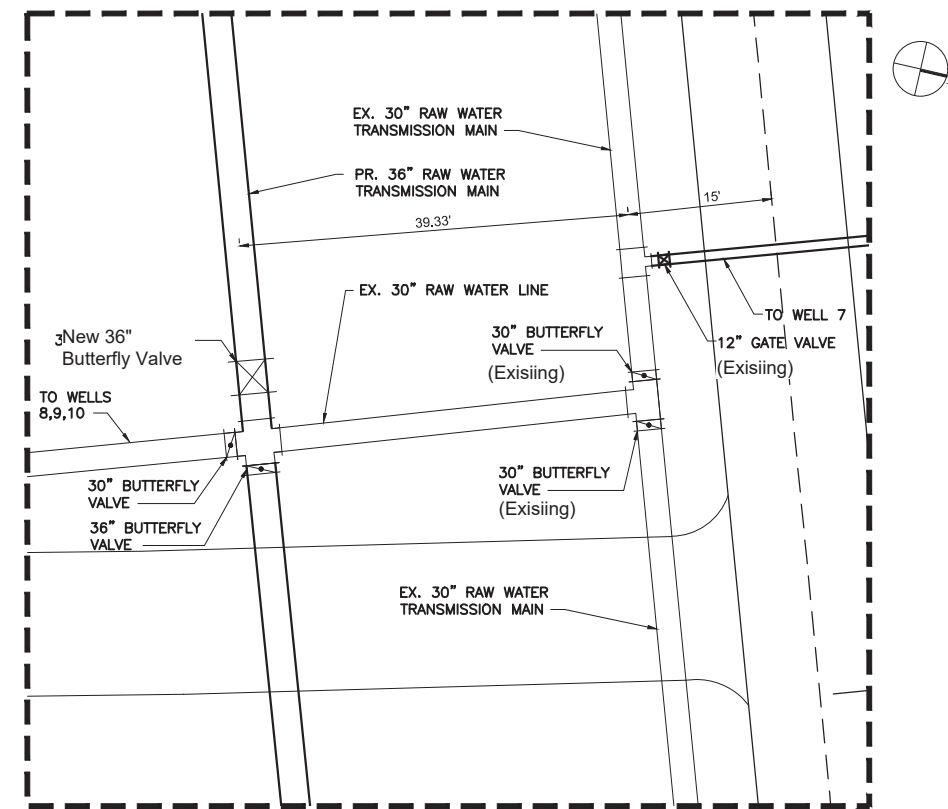 EX. 30" RAW WATER
TRANSMISSION MAIN
PR. 36" RAW WATER
TRANSMISSION MAIN
39.33'
15'
EX. 30" RAW WATER LINE
TO WELL 7
12" GATE VALVE
(Exisiing)
30" BUTTERFLY
VALVE
(Exisiing)
3New 36"
Butterfly Valve
TO WELLS
8,9,10
30" BUTTERFLY
VALVE
36" BUTTERFLY
VALVE
30" BUTTERFLY
VALVE
(Exisiing)
EX. 30" RAW WATER
TRANSMISSION MAIN